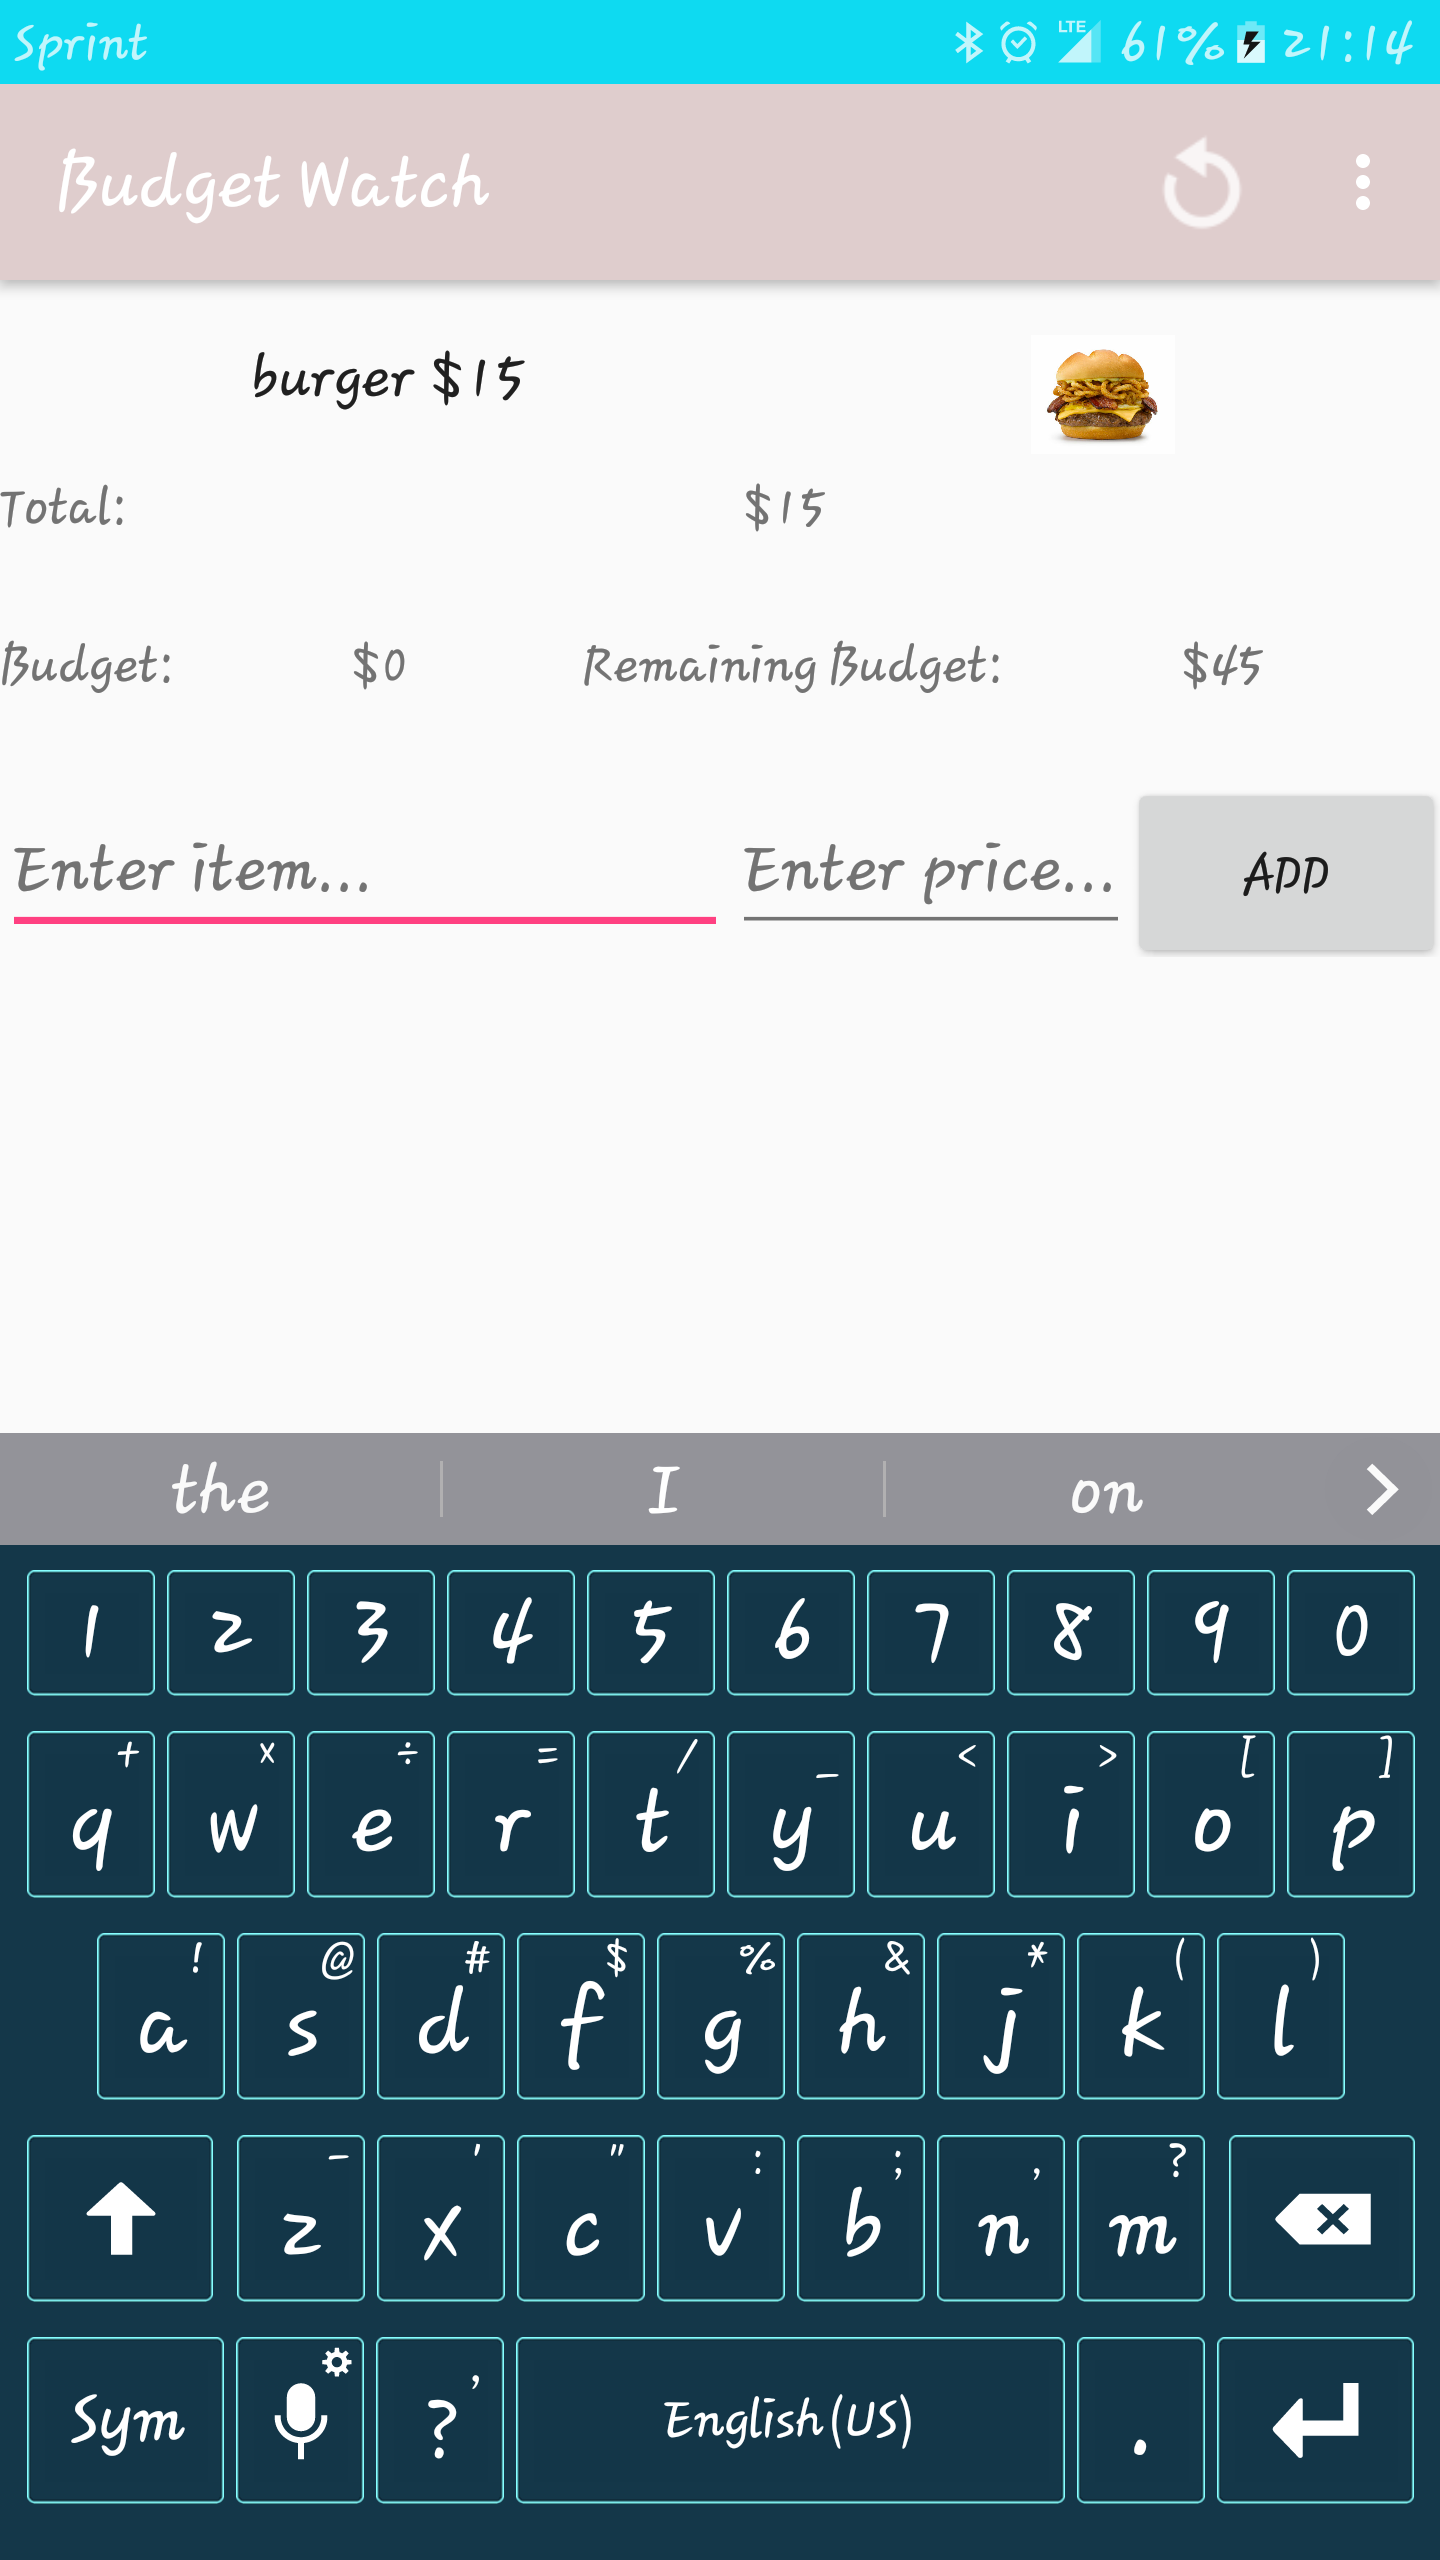 Sprint LTE 61% 21:14
Budget Watch
burger $15
Total: $15
Budget: $0 Remaining Budget: $45
Enter item... Enter price... ADD
the I on
1 2 3 4 5 6 7 8 9 0
+ × ÷ = / _ < > [ ]
q w e r t y u i o p
! @ # $ % & * ( )
a s d f g h j k l
- ' " : ; , ?
z x c v b n m
Sym ? , English(US) .